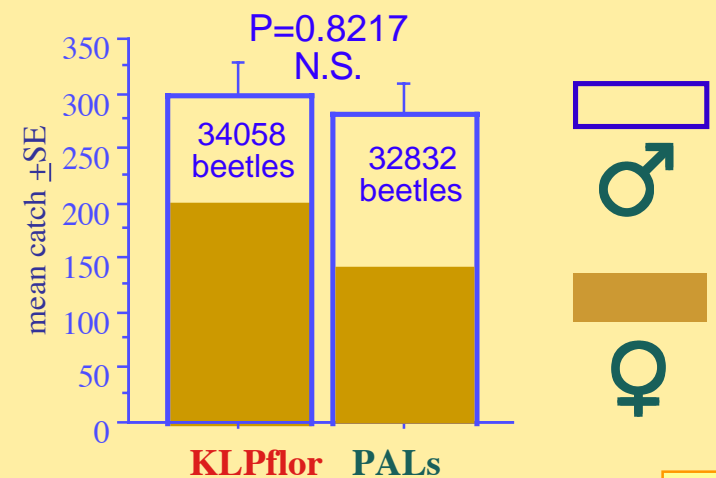 P=0.8217
N.S.
mean catch ±SE
350
300
250
200
150
100
50
0
34058
beetles
32832
beetles
♂
♀
KLPflor PALs